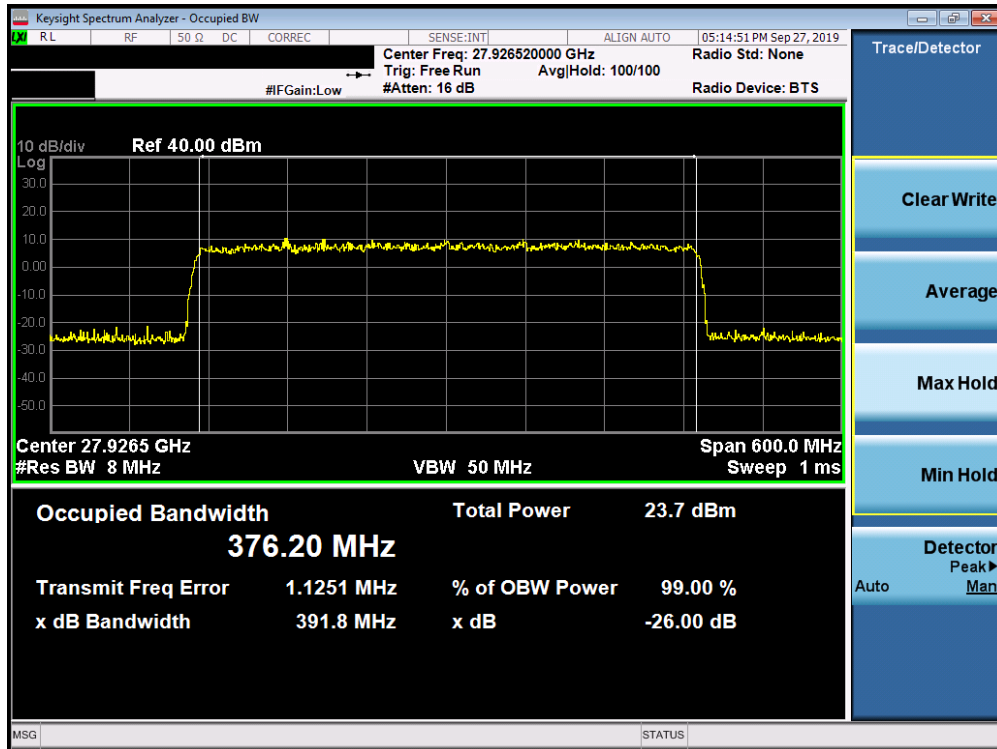 Keysight Spectrum Analyzer - Occupied BW
LXI RL RF 50 Ω DC CORREC SENSE:INT ALIGN AUTO 05:14:51 PM Sep 27, 2019
Center Freq: 27.926520000 GHz Radio Std: None
Trig: Free Run Avg|Hold: 100/100
#IFGain:Low #Atten: 16 dB Radio Device: BTS
10 dB/div Ref 40.00 dBm
Log
30.0
20.0
10.0
0.00
-10.0
-20.0
-30.0
-40.0
-50.0
Center 27.9265 GHz Span 600.0 MHz
#Res BW 8 MHz VBW 50 MHz Sweep 1 ms
Occupied Bandwidth Total Power 23.7 dBm
376.20 MHz
Transmit Freq Error 1.1251 MHz % of OBW Power 99.00 %
x dB Bandwidth 391.8 MHz x dB -26.00 dB
MSG STATUS
Trace/Detector
Clear Write
Average
Max Hold
Min Hold
Detector
Peak▶
Auto Man